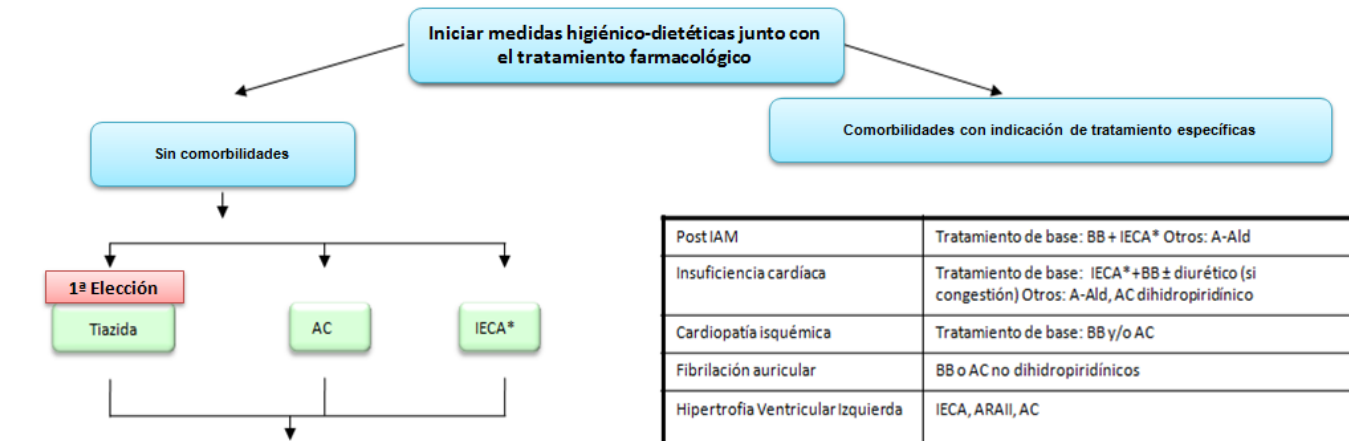 Iniciar medidas higiénico-dietéticas junto con
el tratamiento farmacológico
Sin comorbilidades
Comorbilidades con indicación de tratamiento específicas
1ª Elección
Tiazida
AC
IECA*
Post IAM
Tratamiento de base: BB + IECA* Otros: A-Ald
Insuficiencia cardíaca
Tratamiento de base: IECA*+BB ± diurético (si
congestión) Otros: A-Ald, AC dihidropiridínico
Cardiopatía isquémica
Tratamiento de base: BB y/o AC
Fibrilación auricular
BB o AC no dihidropiridínicos
Hipertrofia Ventricular Izquierda
IECA, ARAII, AC